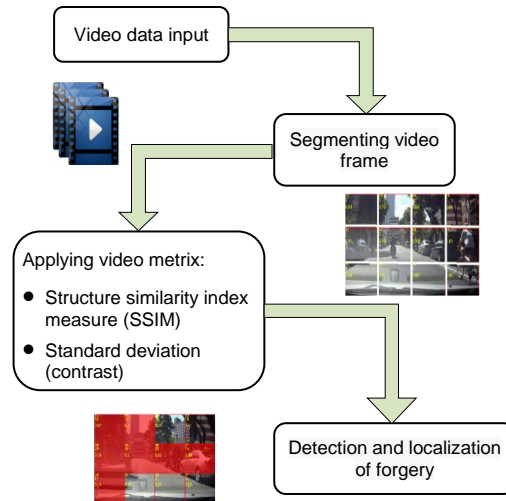 Video data input
Segmenting video
frame
Applying video metrix:
● Structure similarity index
measure (SSIM)
● Standard deviation
(contrast)
Detection and localization
of forgery